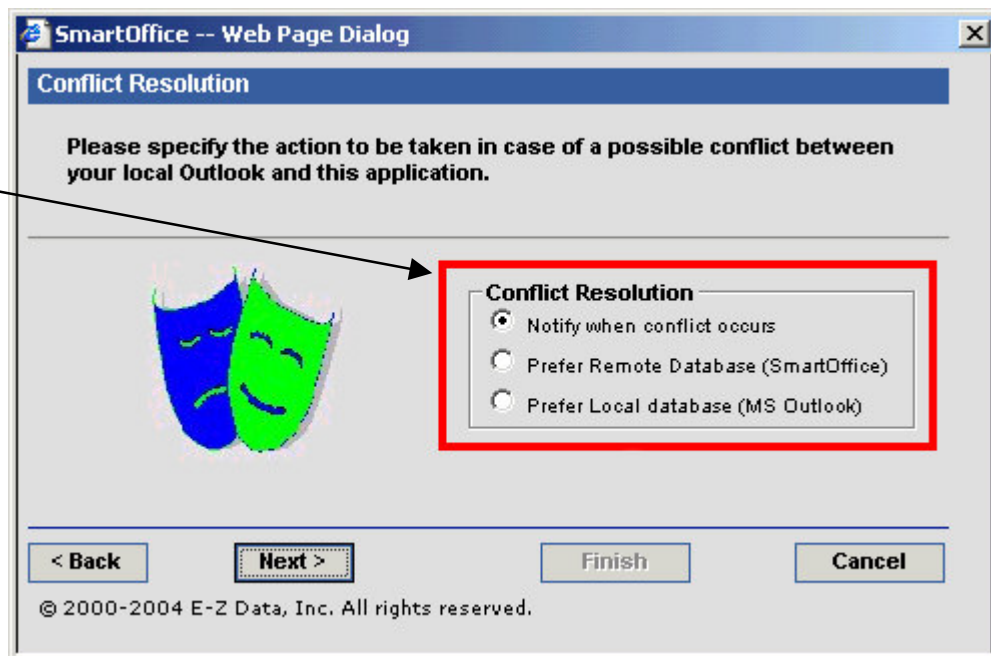 SmartOffice -- Web Page Dialog
Conflict Resolution
Please specify the action to be taken in case of a possible conflict between
your local Outlook and this application.
Conflict Resolution
Notify when conflict occurs
Prefer Remote Database (SmartOffice)
Prefer Local database (MS Outlook)
< Back Next > Finish Cancel
© 2000-2004 E-Z Data, Inc. All rights reserved.